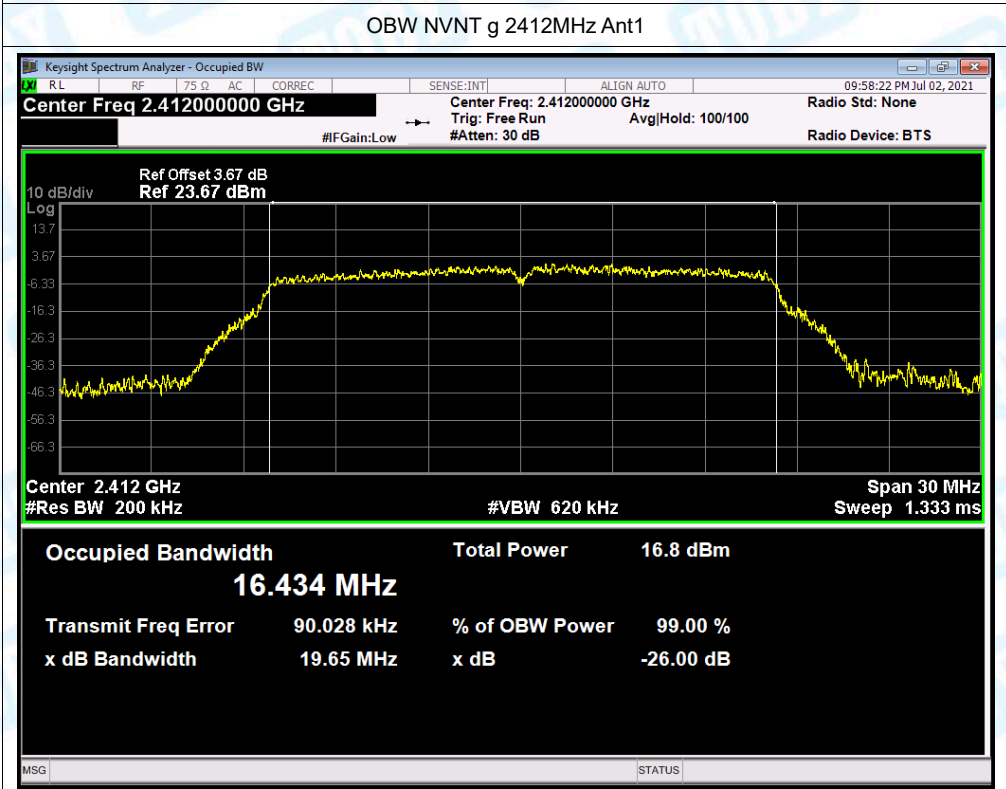 OBW NVNT g 2412MHz Ant1
Keysight Spectrum Analyzer - Occupied BW
LXI RL RF 75 Ω AC CORREC SENSE:INT ALIGN AUTO 09:58:22 PM Jul 02, 2021
Center Freq 2.412000000 GHz Center Freq: 2.412000000 GHz Radio Std: None
Trig: Free Run Avg|Hold: 100/100
#IFGain:Low #Atten: 30 dB Radio Device: BTS
Ref Offset 3.67 dB
10 dB/div Ref 23.67 dBm
Log
13.7
3.67
-6.33
-16.3
-26.3
-36.3
-46.3
-56.3
-66.3
Center 2.412 GHz Span 30 MHz
#Res BW 200 kHz #VBW 620 kHz Sweep 1.333 ms
Occupied Bandwidth Total Power 16.8 dBm
16.434 MHz
Transmit Freq Error 90.028 kHz % of OBW Power 99.00 %
x dB Bandwidth 19.65 MHz x dB -26.00 dB
MSG STATUS